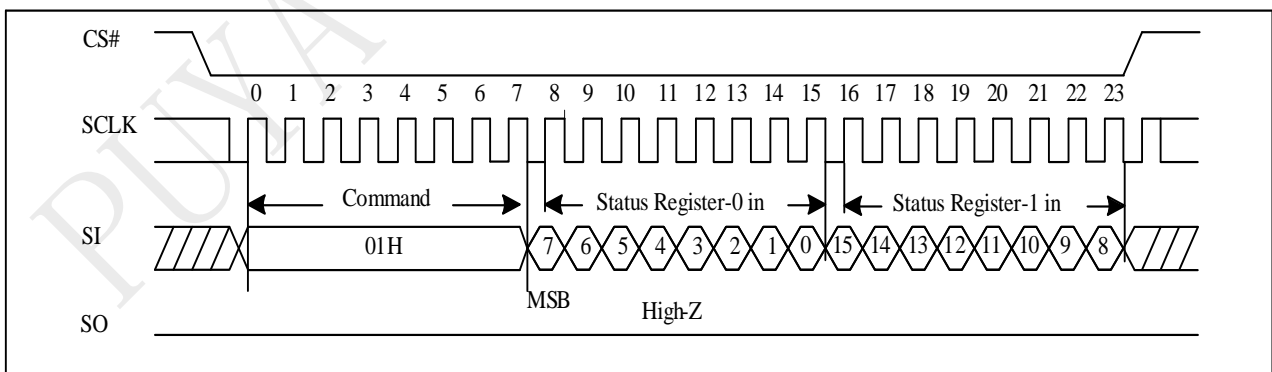 PUYA
CS#
0 1 2 3 4 5 6 7 8 9 10 11 12 13 14 15 16 17 18 19 20 21 22 23
SCLK
Command Status Register-0 in Status Register-1 in
SI 01H 7 6 5 4 3 2 1 0 15 14 13 12 11 10 9 8
MSB
High-Z
SO